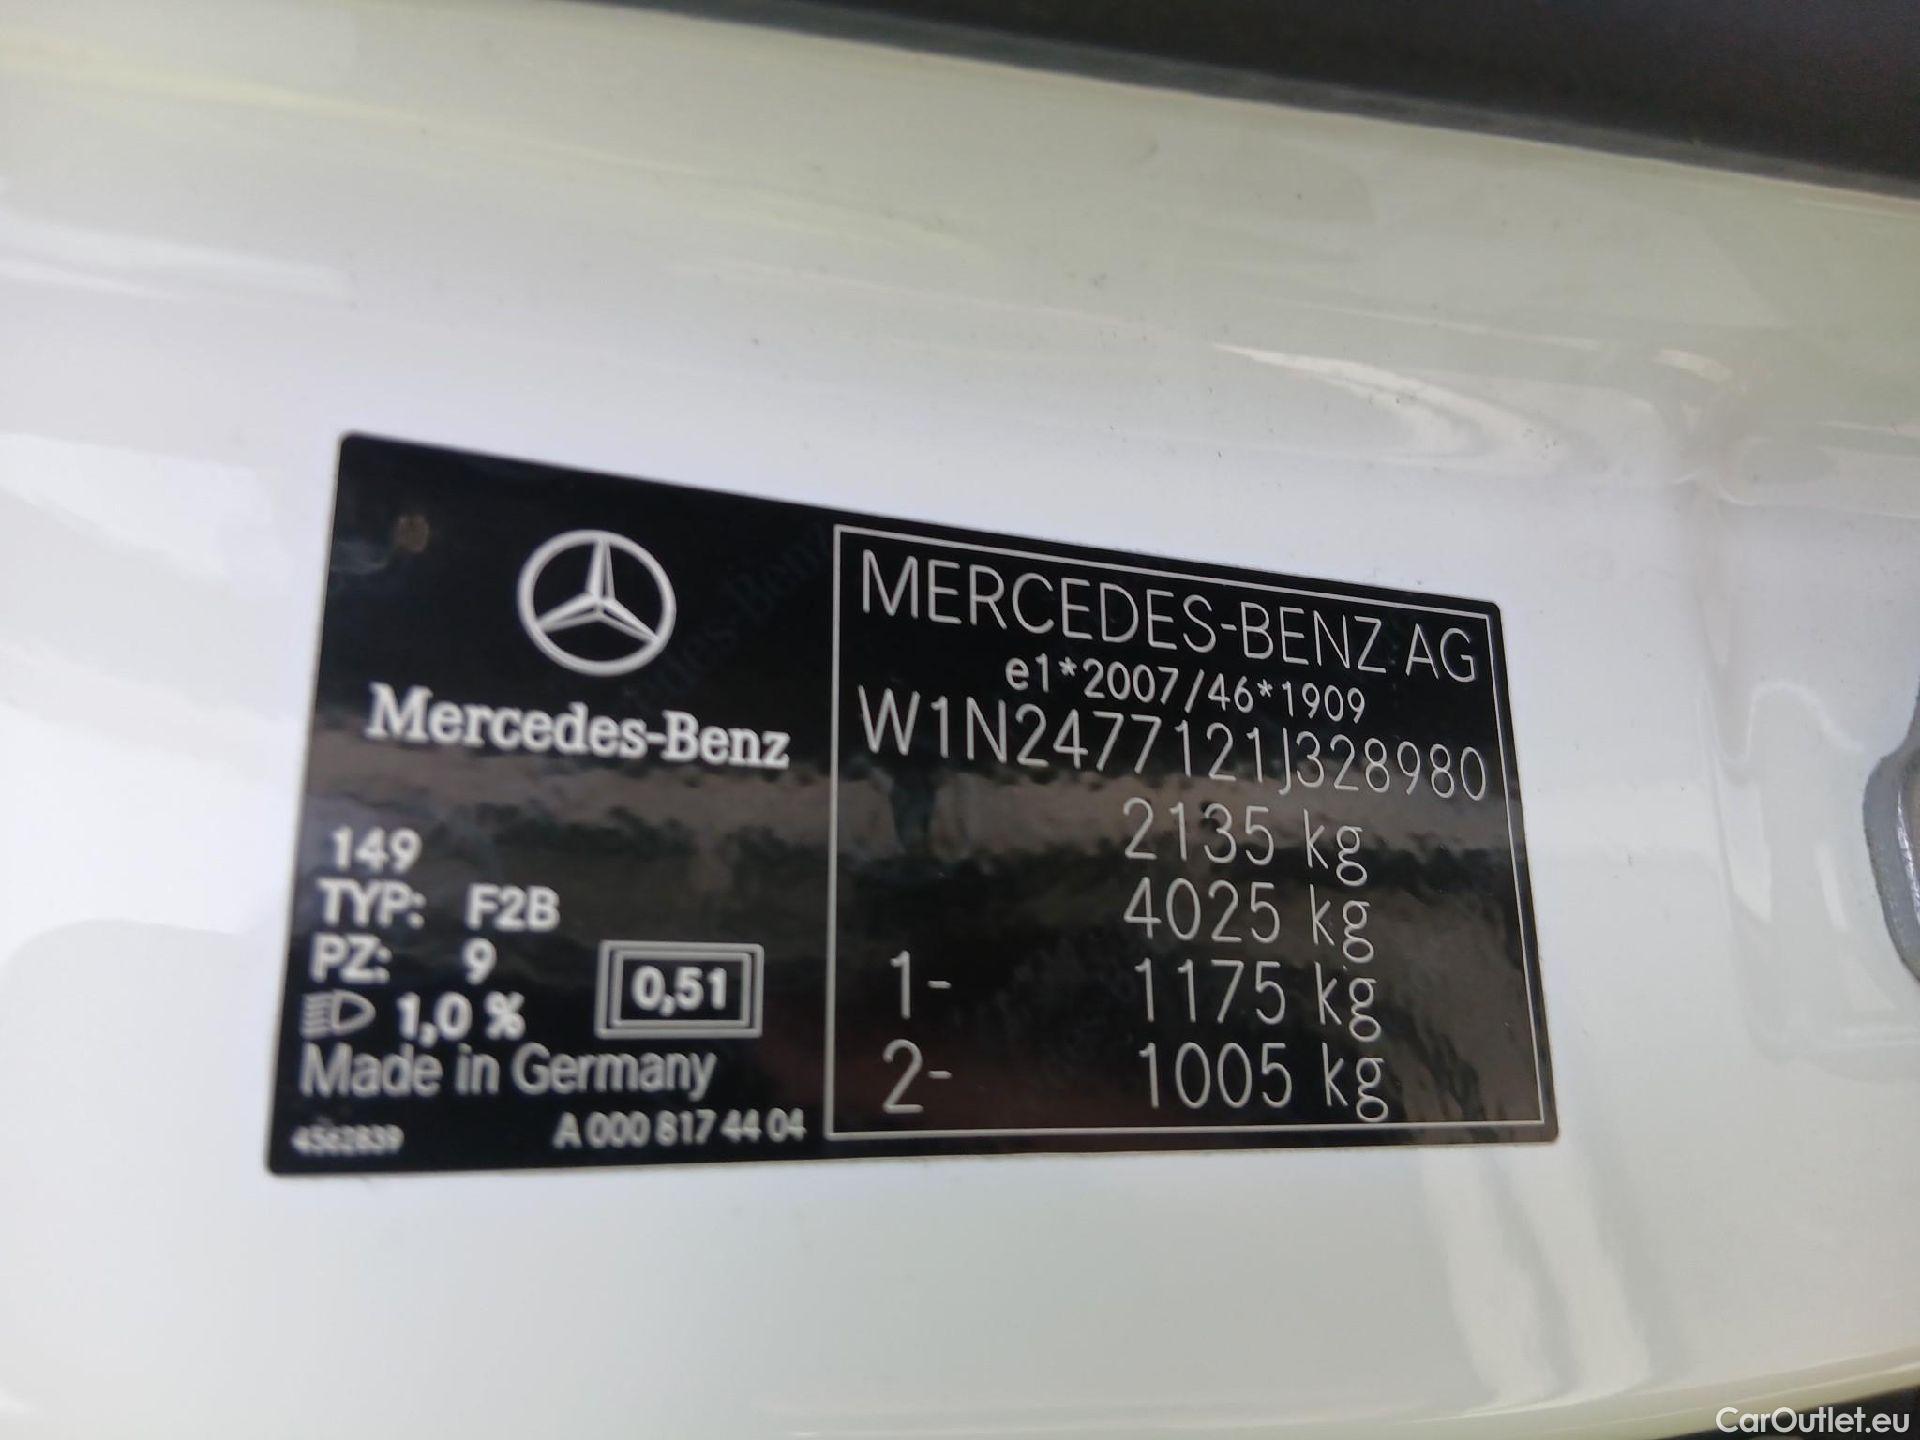 Mercedes-Benz
149
TYP: F2B
PZ: 9
1,0 %
0,51
Made in Germany
4562839
A 000 817 44 04
MERCEDES-BENZ AG
e1*2007/46*1909
W1N2477121J328980
2135 kg
4025 kg
1- 1175 kg
2- 1005 kg
CarOutlet.eu